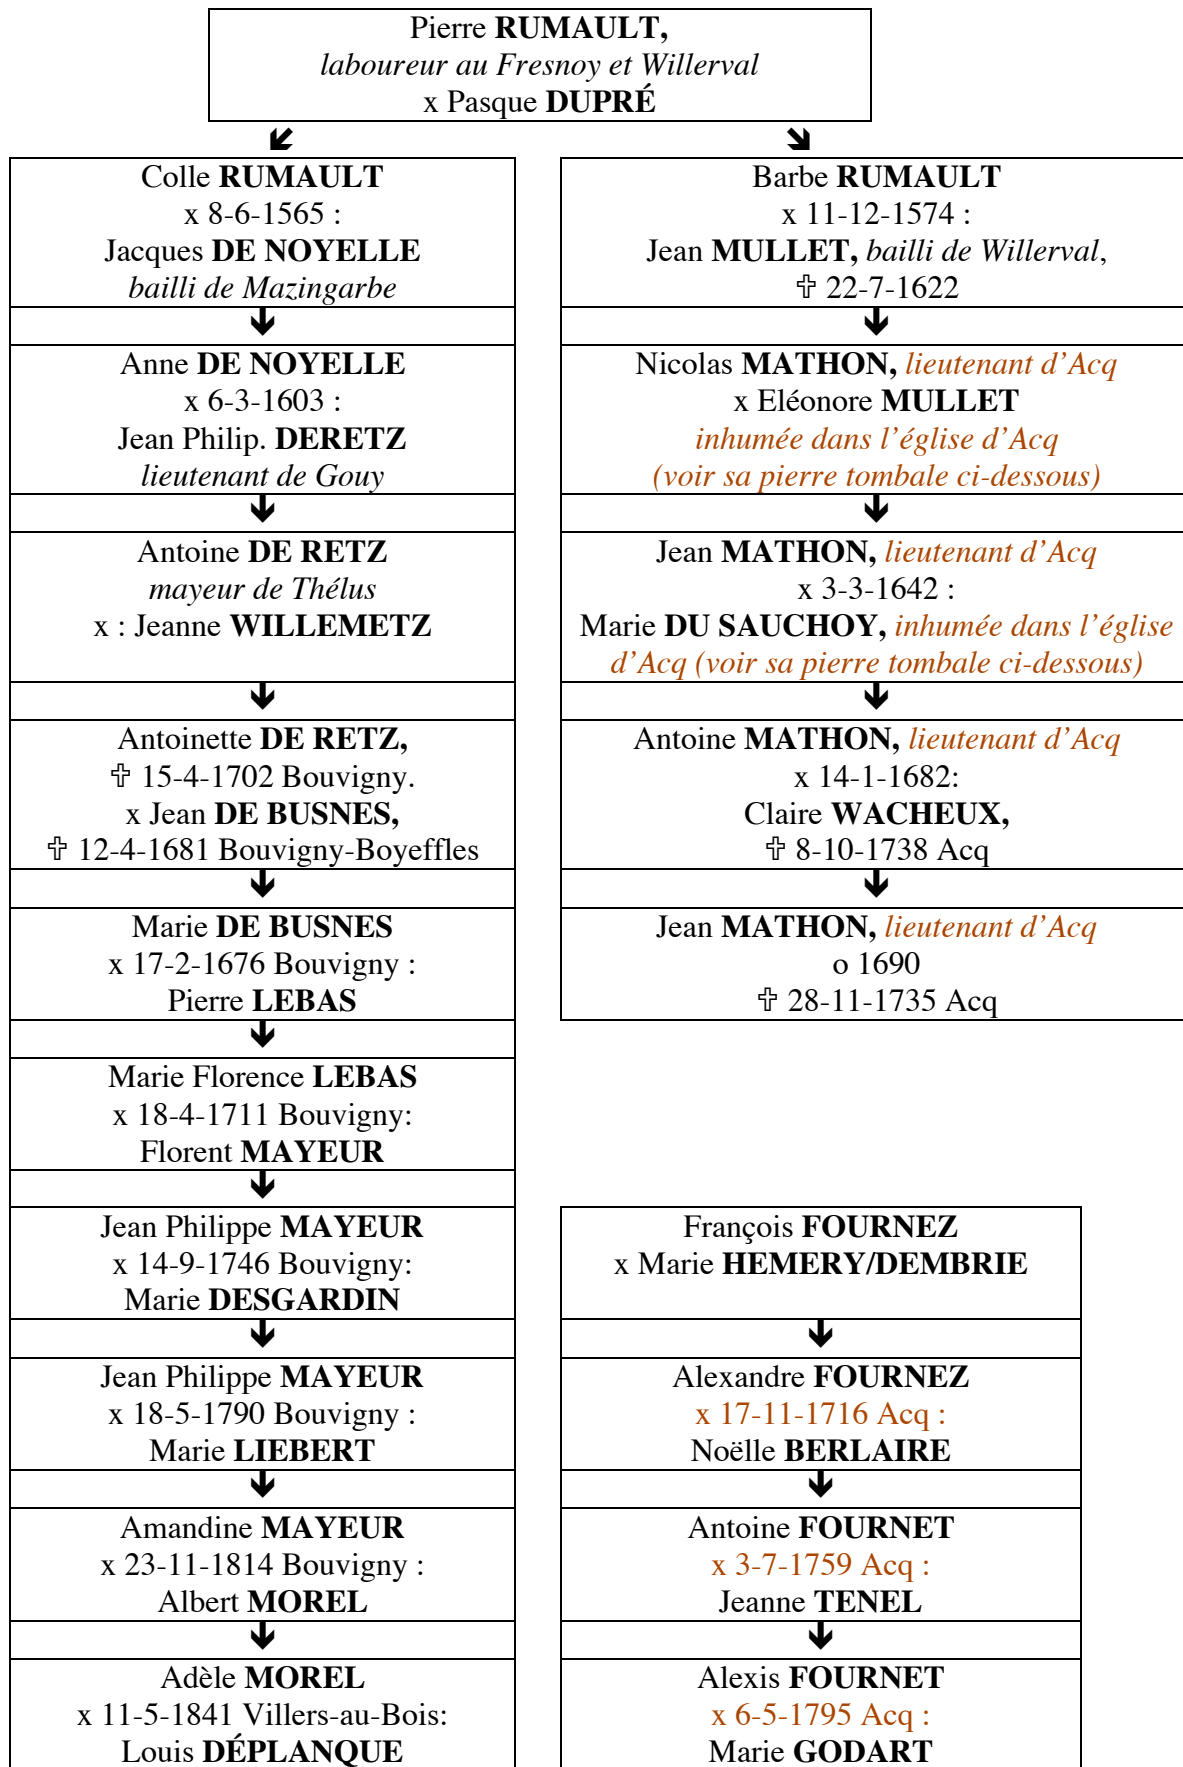 Pierre RUMAULT,
laboureur au Fresnoy et Willerval
x Pasque DUPRÉ
Colle RUMAULT
x 8-6-1565 :
Jacques DE NOYELLE
bailli de Mazingarbe
Anne DE NOYELLE
x 6-3-1603 :
Jean Philip. DERETZ
lieutenant de Gouy
Antoine DE RETZ
mayeur de Thélus
x : Jeanne WILLEMETZ
Antoinette DE RETZ,
✞ 15-4-1702 Bouvigny.
x Jean DE BUSNES,
✞ 12-4-1681 Bouvigny-Boyeffles
Marie DE BUSNES
x 17-2-1676 Bouvigny :
Pierre LEBAS
Marie Florence LEBAS
x 18-4-1711 Bouvigny:
Florent MAYEUR
Jean Philippe MAYEUR
x 14-9-1746 Bouvigny:
Marie DESGARDIN
Jean Philippe MAYEUR
x 18-5-1790 Bouvigny :
Marie LIEBERT
Amandine MAYEUR
x 23-11-1814 Bouvigny :
Albert MOREL
Adèle MOREL
x 11-5-1841 Villers-au-Bois:
Louis DÉPLANQUE
Barbe RUMAULT
x 11-12-1574 :
Jean MULLET, bailli de Willerval,
✞ 22-7-1622
Nicolas MATHON, lieutenant d’Acq
x Eléonore MULLET
inhumée dans l’église d’Acq
(voir sa pierre tombale ci-dessous)
Jean MATHON, lieutenant d’Acq
x 3-3-1642 :
Marie DU SAUCHOY, inhumée dans l’église
d’Acq (voir sa pierre tombale ci-dessous)
Antoine MATHON, lieutenant d’Acq
x 14-1-1682:
Claire WACHEUX,
✞ 8-10-1738 Acq
Jean MATHON, lieutenant d’Acq
o 1690
✞ 28-11-1735 Acq
François FOURNEZ
x Marie HEMERY/DEMBRIE
Alexandre FOURNEZ
x 17-11-1716 Acq :
Noëlle BERLAIRE
Antoine FOURNET
x 3-7-1759 Acq :
Jeanne TENEL
Alexis FOURNET
x 6-5-1795 Acq :
Marie GODART